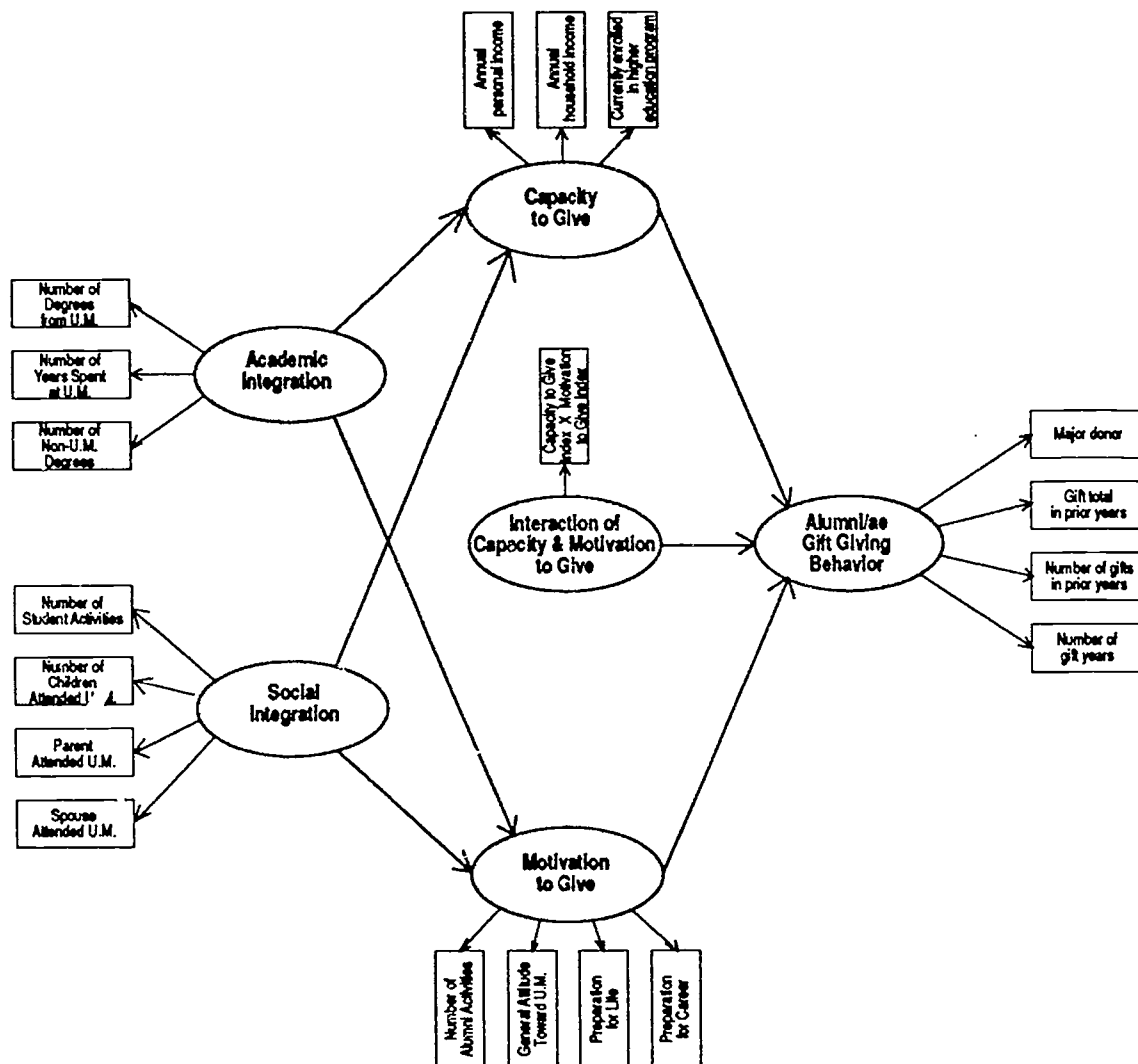 Annual
personal income
Annual
household income
Currently enrolled
in higher
education program
Capacity
to Give
Number of
Degrees
from U.M.
Number of
Years Spent
at U.M.
Number of
Non-U.M.
Degrees
Academic
Integration
Capacity to Give
Index X Motivation
to Give Index
Interaction of
Capacity & Motivation
to Give
Alumni/ae
Gift Giving
Behavior
Major donor
Gift total
in prior years
Number of gifts
in prior years
Number of
gift years
Number of
Student Activities
Number of
Children
Attended
Parent
Attended U.M.
Spouse
Attended U.M.
Social
Integration
Motivation
to Give
Number of
Alumni Activities
General Attitude
Toward U.M.
Preparation
for Life
Preparation
for Career